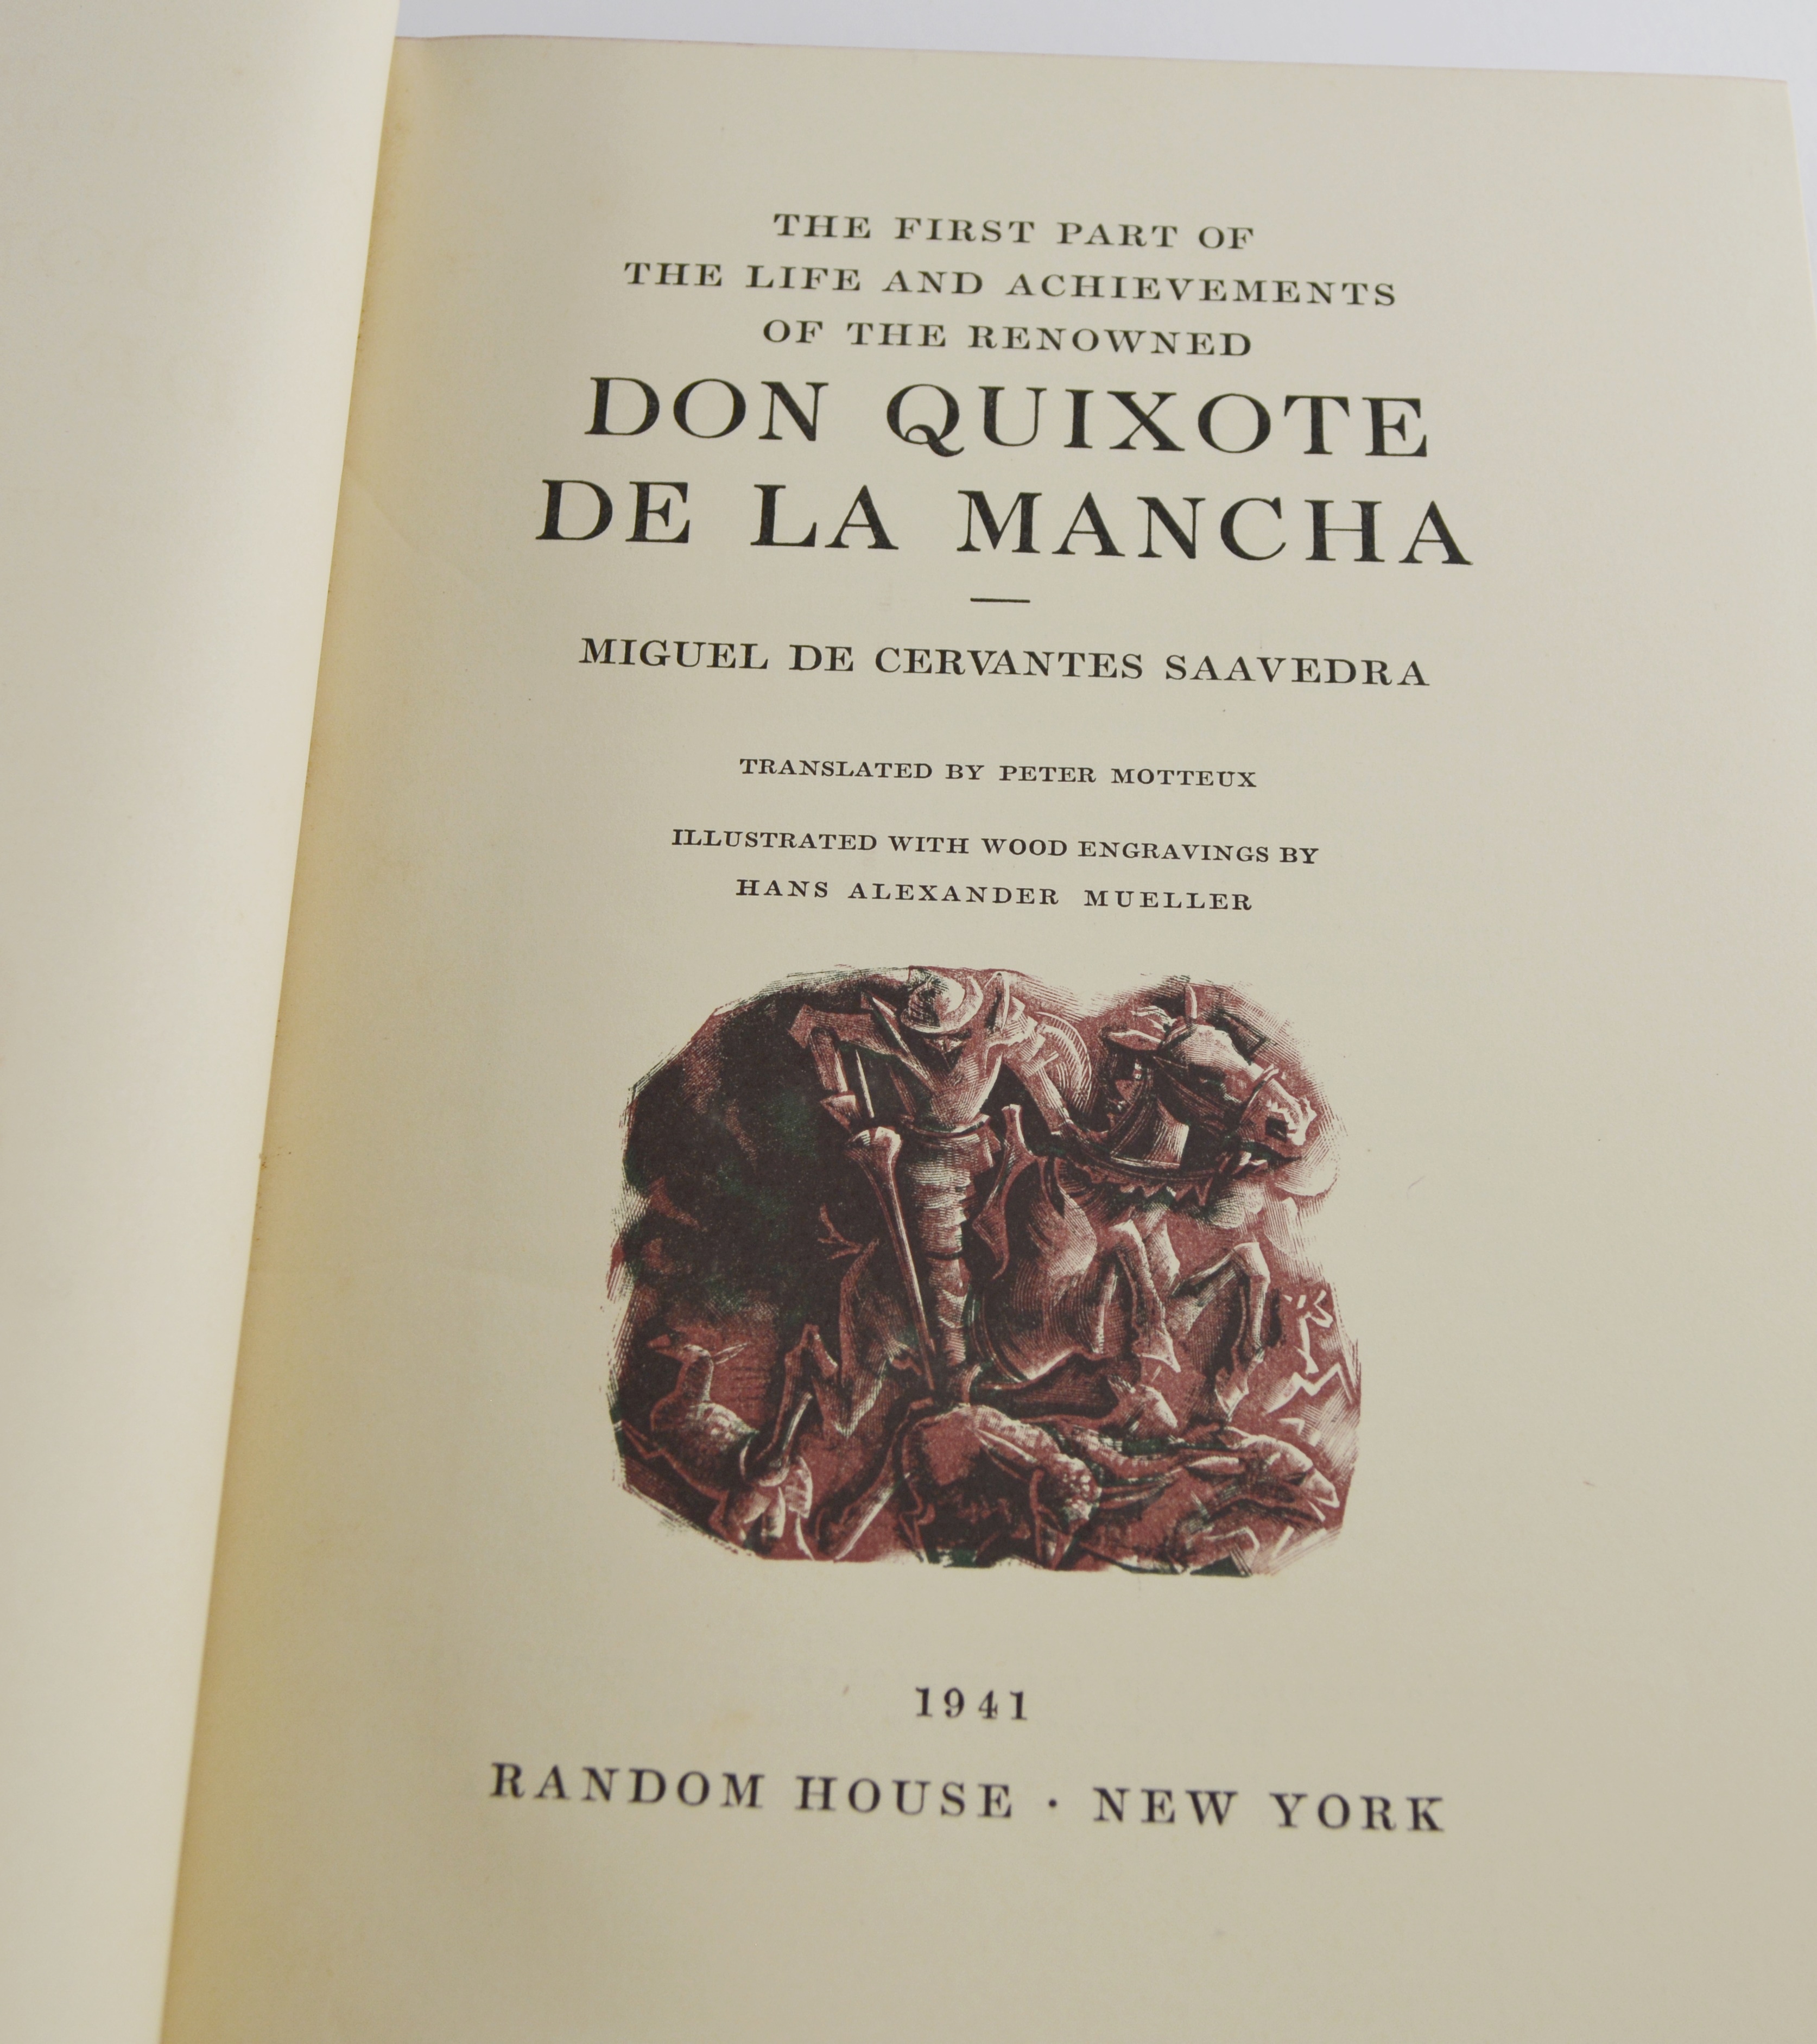 THE FIRST PART OF
THE LIFE AND ACHIEVEMENTS
OF THE RENOWNED
DON QUIXOTE
DE LA MANCHA
MIGUEL DE CERVANTES SAAVEDRA
TRANSLATED BY PETER MOTTEUX
ILLUSTRATED WITH WOOD ENGRAVINGS BY
HANS ALEXANDER MUELLER
1941
RANDOM HOUSE · NEW YORK